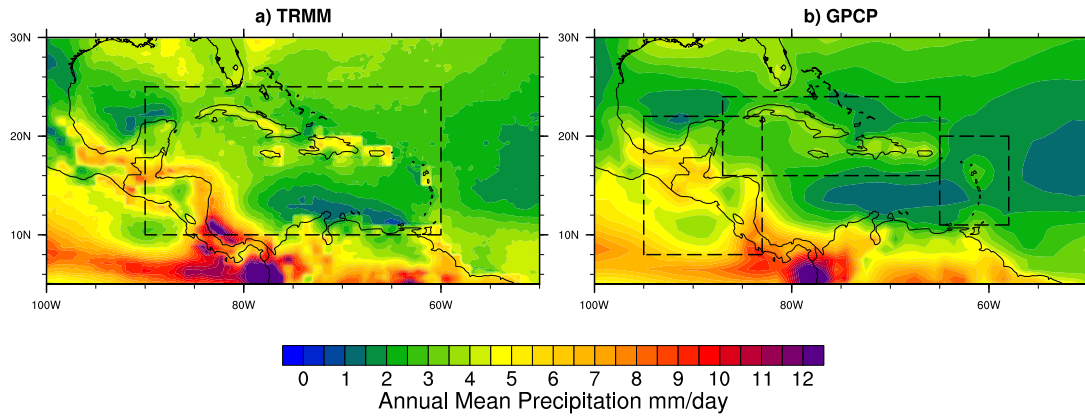 a) TRMM
b) GPCP
30N
20N
10N
100W
80W
60W
30N
20N
10N
100W
80W
60W
0 1 2 3 4 5 6 7 8 9 10 11 12
Annual Mean Precipitation mm/day